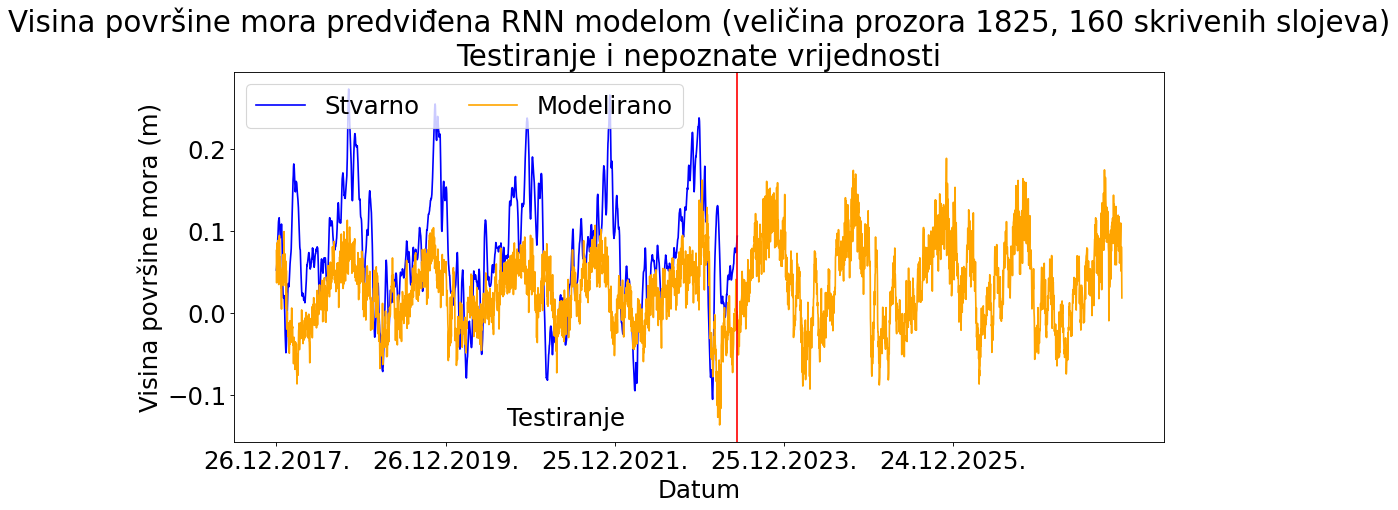 Visina površine mora predviđena RNN modelom (veličina prozora 1825, 160 skrivenih slojeva)
Testiranje i nepoznate vrijednosti
Stvarno
Modelirano
Visina površine mora (m)
0.2
0.1
0.0
−0.1
Testiranje
26.12.2017.
26.12.2019.
25.12.2021.
25.12.2023.
24.12.2025.
Datum